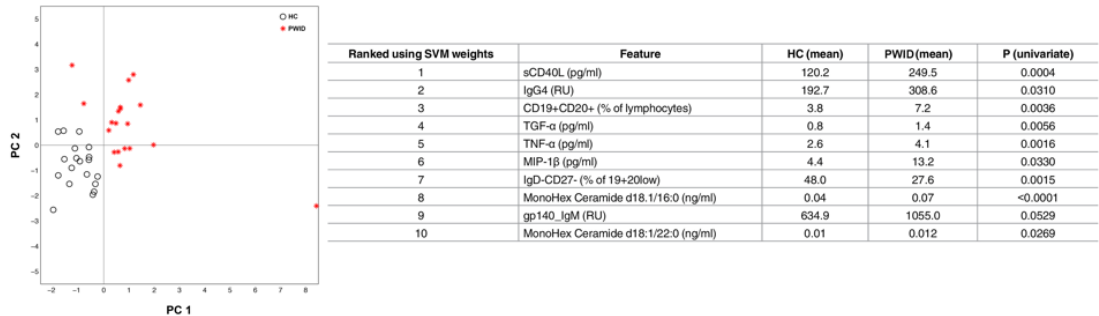 HC
PWID
5
4
3
2
1
0
−1
−2
−3
−4
−5
PC 2
−2 −1 0 1 2 3 4 5 6 7 8
PC 1
Ranked using SVM weights Feature HC (mean) PWID (mean) P (univariate)
1 sCD40L (pg/ml) 120.2 249.5 0.0004
2 IgG4 (RU) 192.7 308.6 0.0310
3 CD19+CD20+ (% of lymphocytes) 3.8 7.2 0.0036
4 TGF-α (pg/ml) 0.8 1.4 0.0056
5 TNF-α (pg/ml) 2.6 4.1 0.0016
6 MIP-1β (pg/ml) 4.4 13.2 0.0330
7 IgD-CD27- (% of 19+20low) 48.0 27.6 0.0015
8 MonoHex Ceramide d18.1/16:0 (ng/ml) 0.04 0.07 <0.0001
9 gp140_IgM (RU) 634.9 1055.0 0.0529
10 MonoHex Ceramide d18:1/22:0 (ng/ml) 0.01 0.012 0.0269